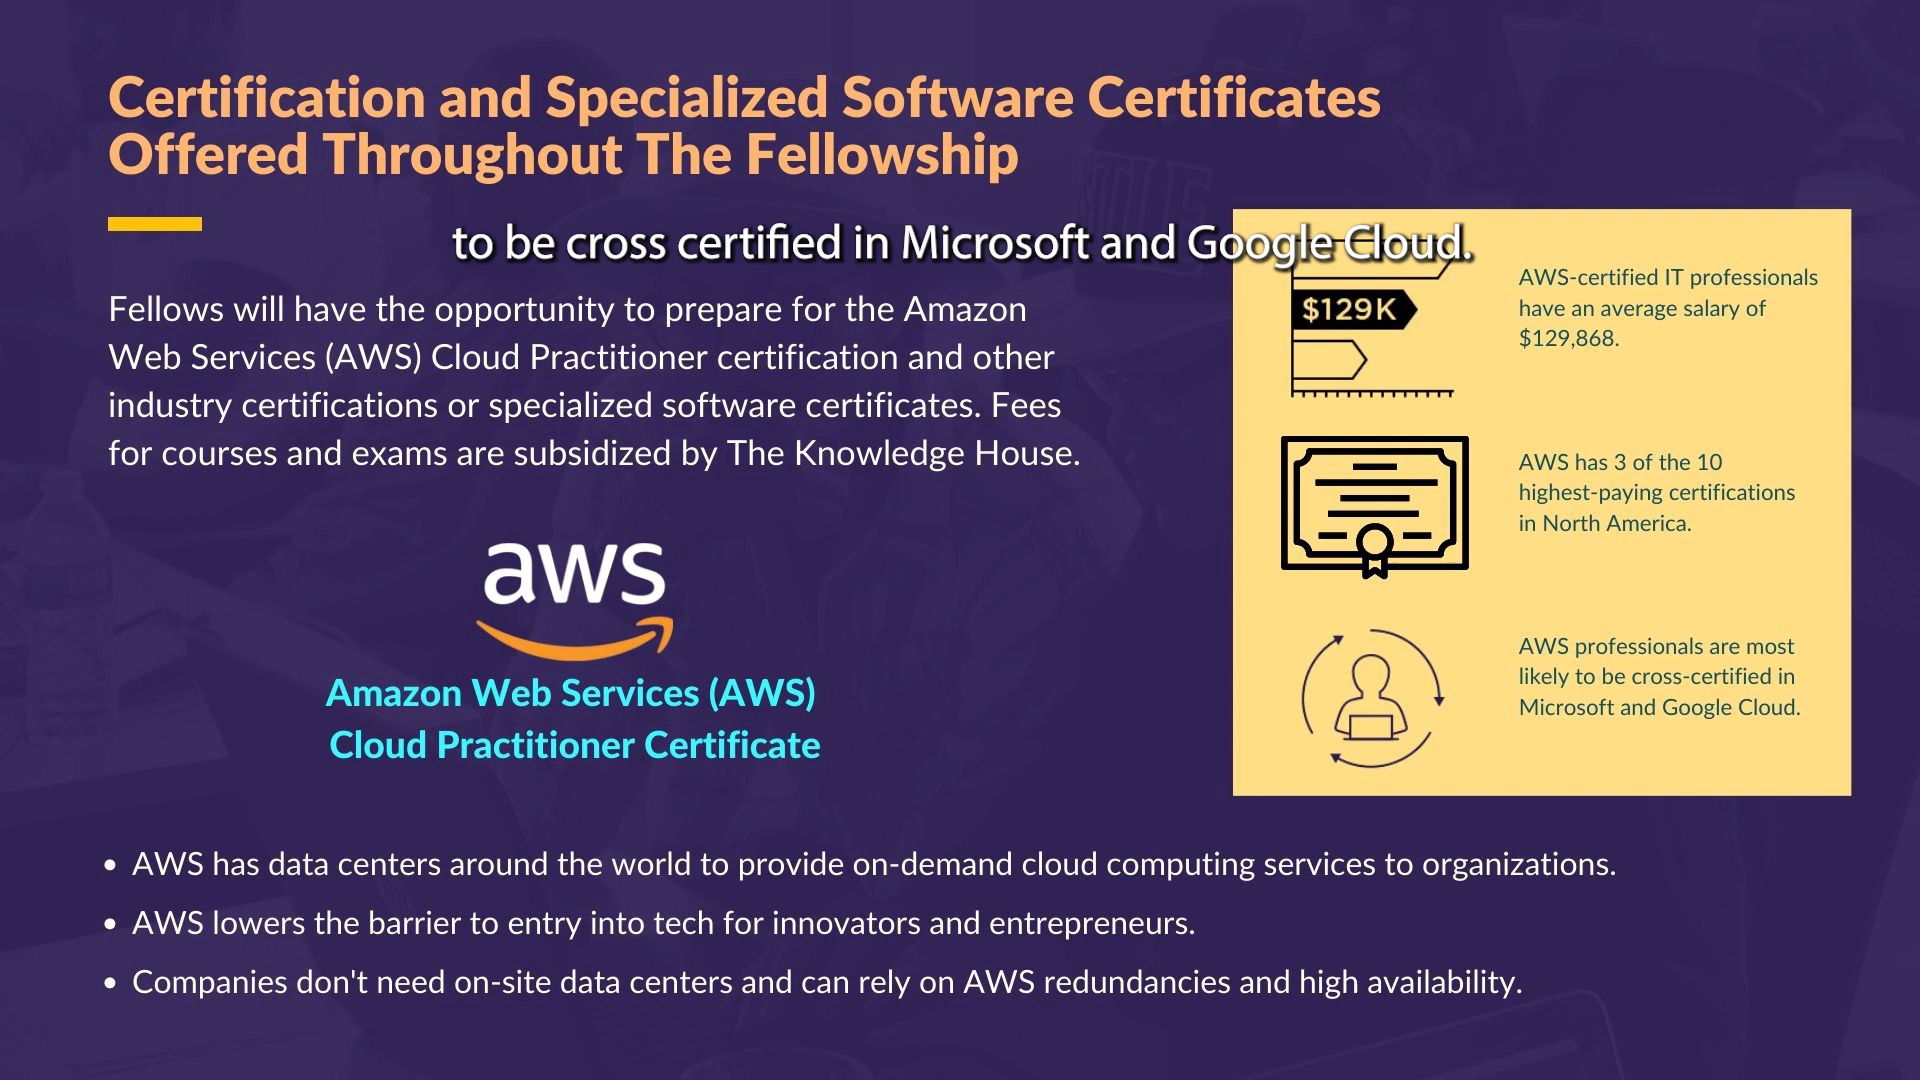 Certification and Specialized Software Certificates
Offered Throughout The Fellowship
to be cross certified in Microsoft and Google Cloud.
Fellows will have the opportunity to prepare for the Amazon
Web Services (AWS) Cloud Practitioner certification and other
industry certifications or specialized software certificates. Fees
for courses and exams are subsidized by The Knowledge House.
aws
Amazon Web Services (AWS)
Cloud Practitioner Certificate
$129K
AWS-certified IT professionals
have an average salary of
$129,868.
AWS has 3 of the 10
highest-paying certifications
in North America.
AWS professionals are most
likely to be cross-certified in
Microsoft and Google Cloud.
• AWS has data centers around the world to provide on-demand cloud computing services to organizations.
• AWS lowers the barrier to entry into tech for innovators and entrepreneurs.
• Companies don't need on-site data centers and can rely on AWS redundancies and high availability.